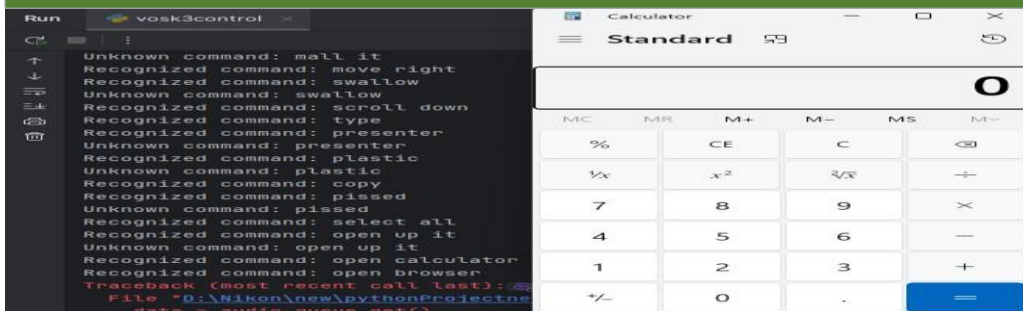 Run
vosk3control
Unknown command: mall it
Recognized command: move right
Recognized command: swallow
Unknown command: swallow
Recognized command: scroll down
Recognized command: type
Recognized command: presenter
Unknown command: presenter
Recognized command: plastic
Unknown command: plastic
Recognized command: copy
Recognized command: pissed
Unknown command: pissed
Recognized command: select all
Recognized command: open up it
Unknown command: open up it
Recognized command: open calculator
Recognized command: open browser
Traceback (most recent call last):
File "D:\Nikon\new\pythonProjectne
data = audio_queue.get()
Calculator
Standard
0
MC MR M+ M− MS M
% CE C
¹/x x² ²√x ÷
7 8 9 ×
4 5 6 −
1 2 3 +
+/− 0 . =